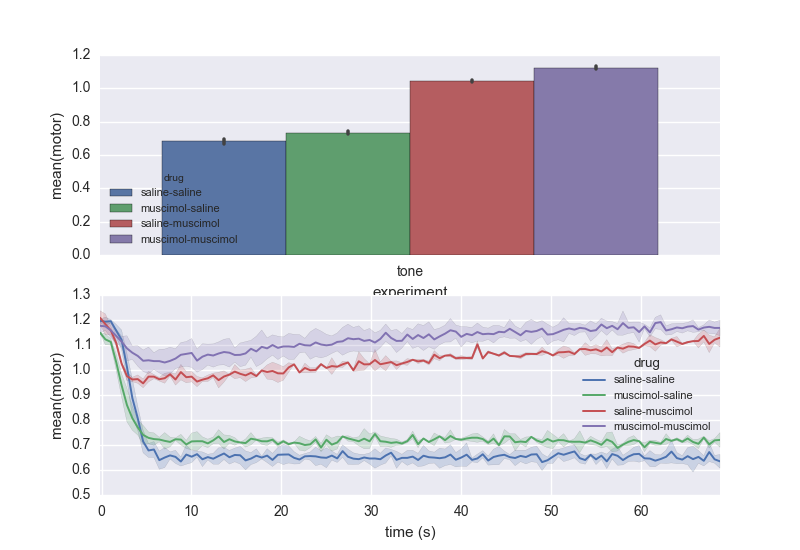 1.2
1.0
0.8
0.6
0.4
0.2
0.0
mean(motor)
drug
saline-saline
muscimol-saline
saline-muscimol
muscimol-muscimol
tone
experiment
1.3
1.2
1.1
1.0
0.9
0.8
0.7
0.6
0.5
mean(motor)
drug
saline-saline
muscimol-saline
saline-muscimol
muscimol-muscimol
0 10 20 30 40 50 60
time (s)